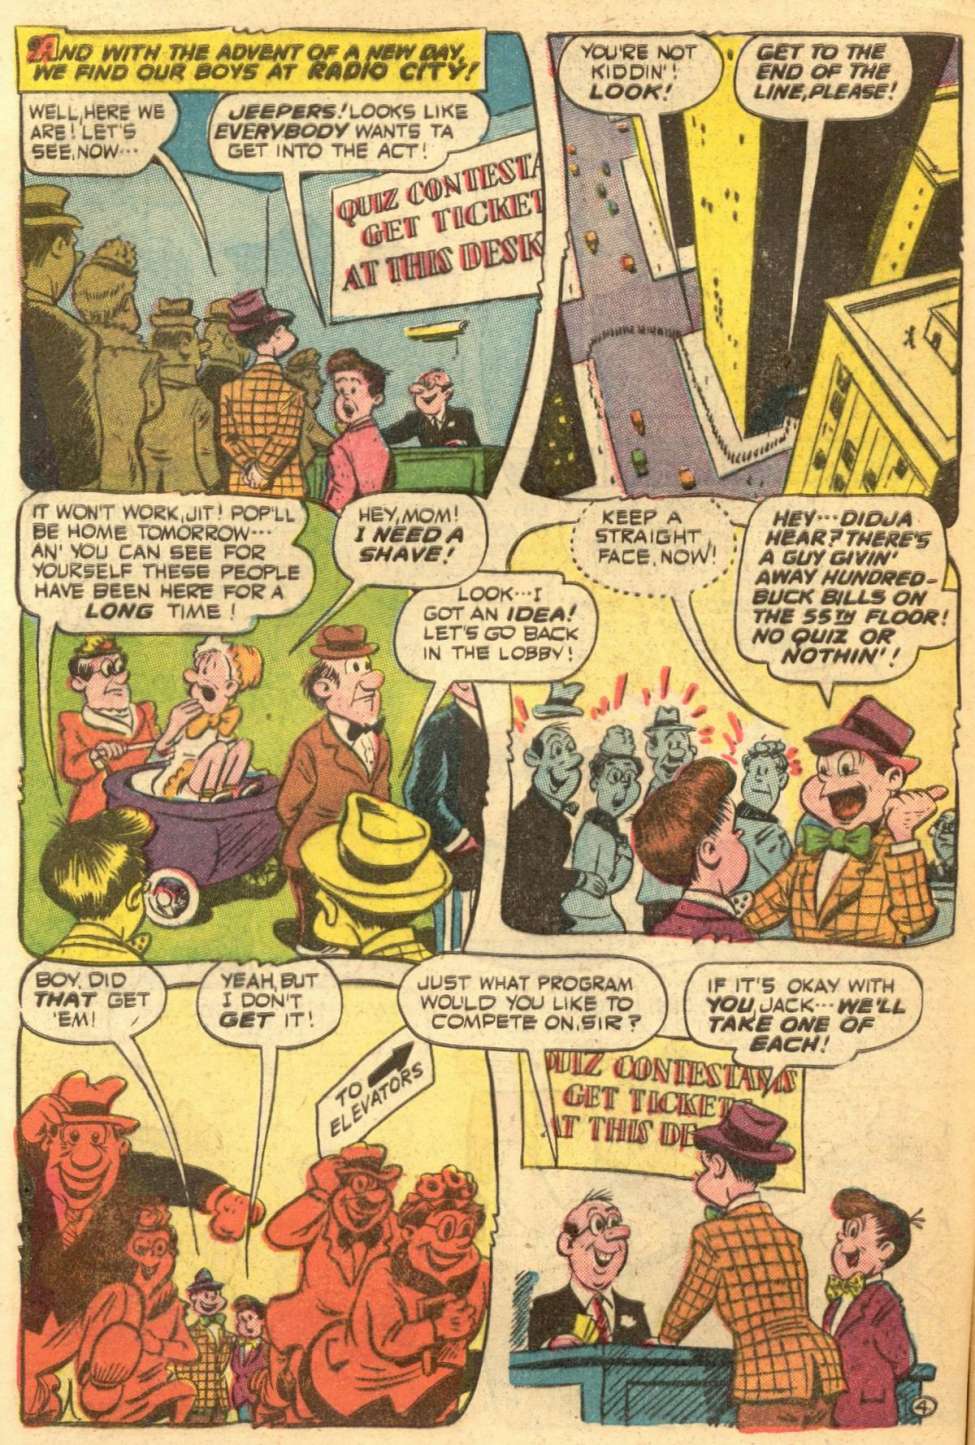 AND WITH THE ADVENT OF A NEW DAY,
WE FIND OUR BOYS AT RADIO CITY!
WELL, HERE WE
ARE! LET'S
SEE, NOW---
JEEPERS! LOOKS LIKE
EVERYBODY WANTS TA
GET INTO THE ACT!
QUIZ CONTESTA
GET TICKET
AT THIS DESK
YOU'RE NOT
KIDDIN'!
LOOK!
GET TO THE
END OF THE
LINE, PLEASE!
IT WON'T WORK, JIT! POP'LL
BE HOME TOMORROW---
AN' YOU CAN SEE FOR
YOURSELF THESE PEOPLE
HAVE BEEN HERE FOR A
LONG TIME!
HEY, MOM!
I NEED A
SHAVE!
LOOK---I
GOT AN IDEA!
LET'S GO BACK
IN THE LOBBY!
KEEP A
STRAIGHT
FACE, NOW!
HEY---DIDJA
HEAR? THERE'S
A GUY GIVIN'
AWAY HUNDRED-
BUCK BILLS ON
THE 55TH FLOOR!
NO QUIZ OR
NOTHIN'!
BOY, DID
THAT GET
'EM!
YEAH, BUT
I DON'T
GET IT!
TO
ELEVATORS
JUST WHAT PROGRAM
WOULD YOU LIKE TO
COMPETE ON, SIR?
IF IT'S OKAY WITH
YOU, JACK---WE'LL
TAKE ONE OF
EACH!
QUIZ CONTESTANTS
GET TICKETS
AT THIS DE
4